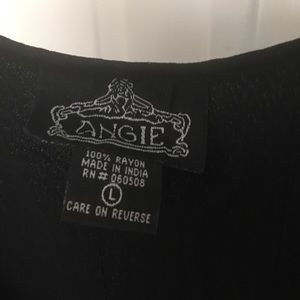 ANGIE
100% RAYON
MADE IN INDIA
RN # 060508
L
CARE ON REVERSE